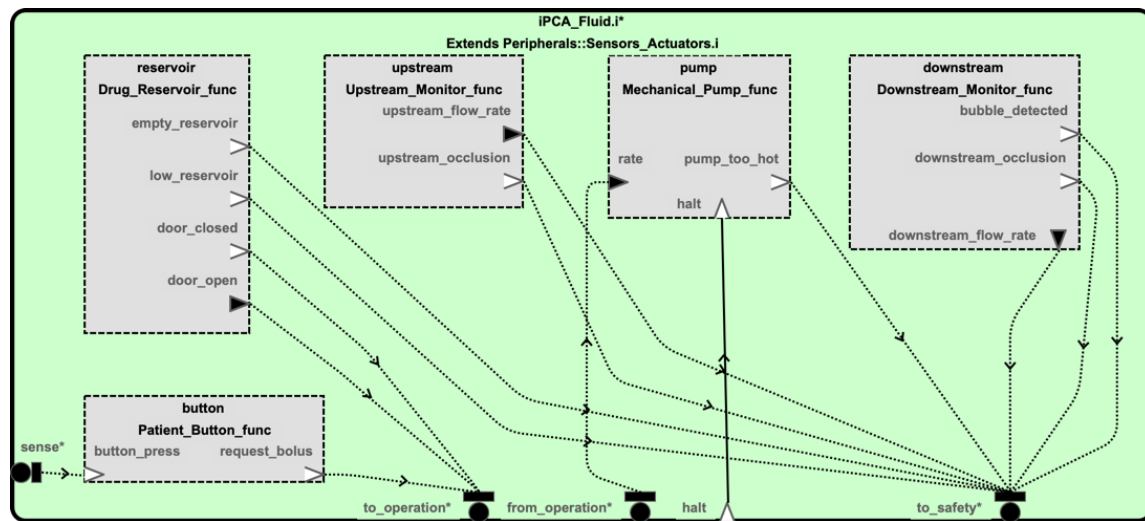 iPCA_Fluid.i*
Extends Peripherals::Sensors_Actuators.i
reservoir
Drug_Reservoir_func
empty_reservoir
low_reservoir
door_closed
door_open
upstream
Upstream_Monitor_func
upstream_flow_rate
upstream_occlusion
pump
Mechanical_Pump_func
rate
pump_too_hot
halt
downstream
Downstream_Monitor_func
bubble_detected
downstream_occlusion
downstream_flow_rate
button
Patient_Button_func
button_press
request_bolus
sense*
to_operation*
from_operation*
halt
to_safety*